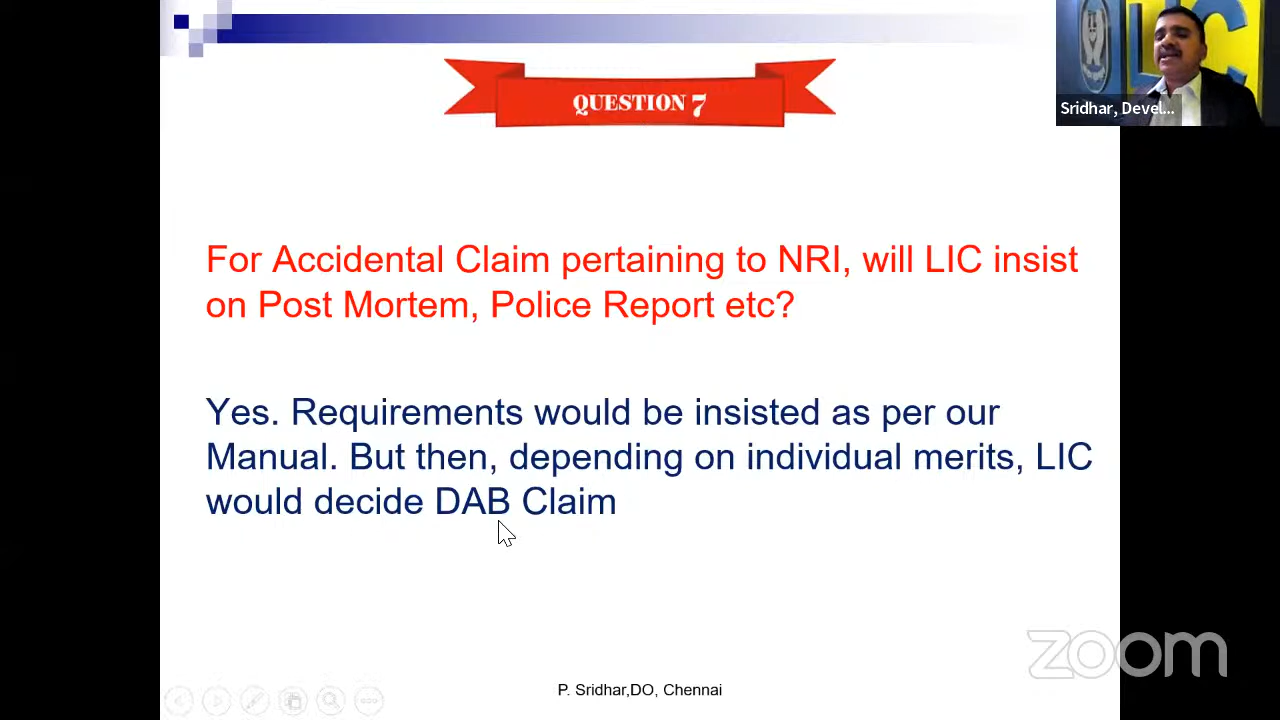 QUESTION 7
LIC
Sridhar, Devel...
For Accidental Claim pertaining to NRI, will LIC insist
on Post Mortem, Police Report etc?
Yes. Requirements would be insisted as per our
Manual. But then, depending on individual merits, LIC
would decide DAB Claim
zoom
P. Sridhar,DO, Chennai